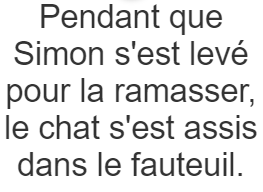 Pendant que
Simon s'est levé
pour la ramasser,
le chat s'est assis
dans le fauteuil.